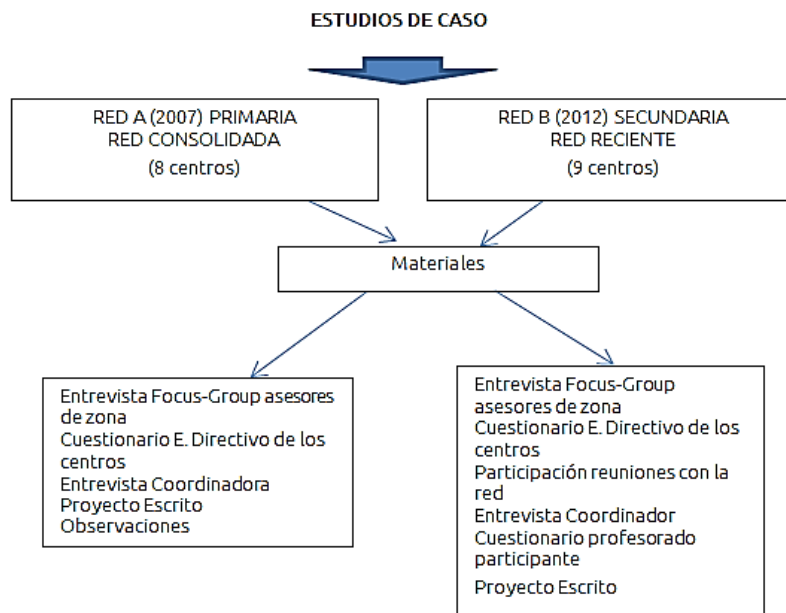 ESTUDIOS DE CASO
RED A (2007) PRIMARIA
RED CONSOLIDADA
(8 centros)
RED B (2012) SECUNDARIA
RED RECIENTE
(9 centros)
Materiales
Entrevista Focus-Group asesores
de zona
Cuestionario E. Directivo de los
centros
Entrevista Coordinadora
Proyecto Escrito
Observaciones
Entrevista Focus-Group
asesores de zona
Cuestionario E. Directivo de los
centros
Participación reuniones con la
red
Entrevista Coordinador
Cuestionario profesorado
participante
Proyecto Escrito